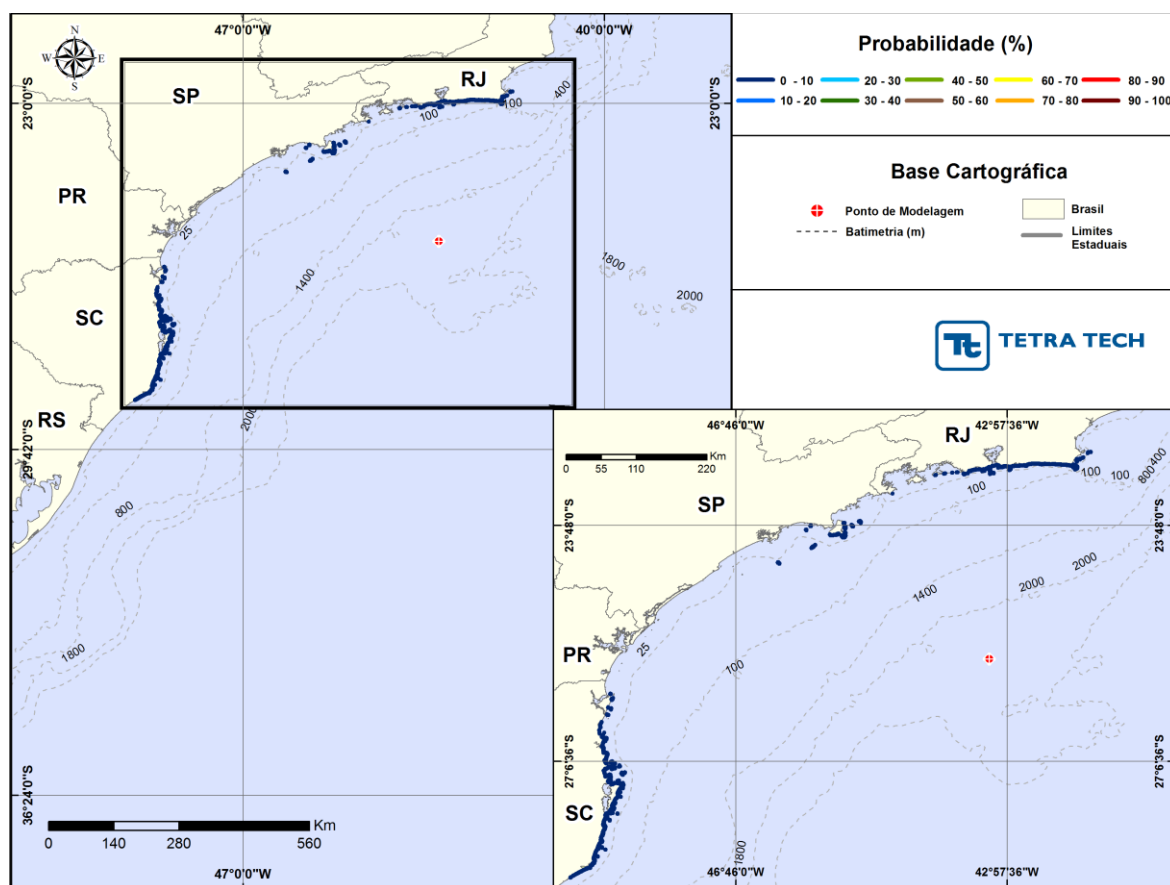 47°0'0"W
40°0'0"W
N
W
E
S
23°0'0"S
23°0'0"S
SP
RJ
100
100
400
PR
25
1400
1800
2000
SC
RS
2000
29°42'0"S
800
1800
36°24'0"S
Km
0 140 280 560
47°0'0"W
Probabilidade (%)
0 - 10
20 - 30
40 - 50
60 - 70
80 - 90
10 - 20
30 - 40
50 - 60
70 - 80
90 - 100
Base Cartográfica
Ponto de Modelagem
Brasil
Batimetria (m)
Limites
Estaduais
Tt TETRA TECH
46°46'0"W
42°57'36"W
RJ
Km
0 55 110 220
SP
100
100
100
800
400
23°48'0"S
23°48'0"S
2000
2000
1400
25
100
PR
27°6'36"S
27°6'36"S
SC
1800
46°46'0"W
42°57'36"W